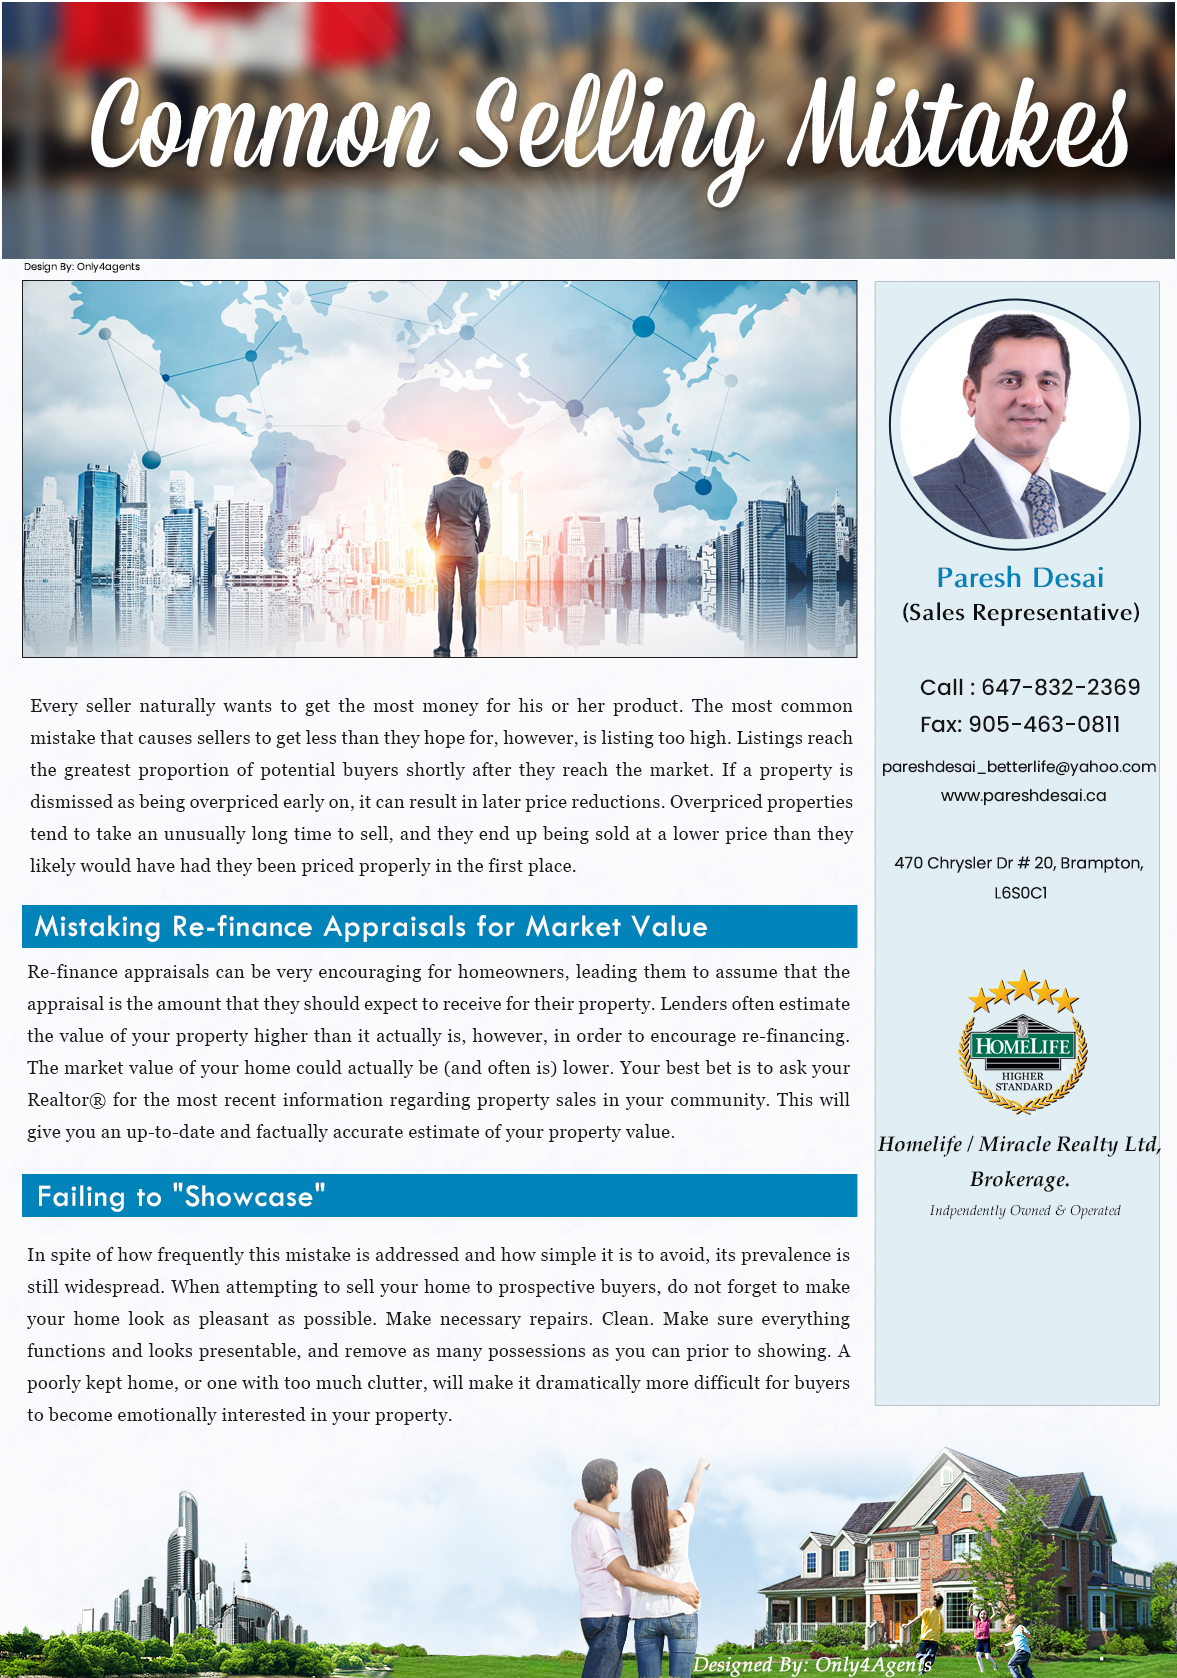 Common Selling Mistakes
Design By: Only4agents
Every seller naturally wants to get the most money for his or her product. The most common
mistake that causes sellers to get less than they hope for, however, is listing too high. Listings reach
the greatest proportion of potential buyers shortly after they reach the market. If a property is
dismissed as being overpriced early on, it can result in later price reductions. Overpriced properties
tend to take an unusually long time to sell, and they end up being sold at a lower price than they
likely would have had they been priced properly in the first place.
Mistaking Re-finance Appraisals for Market Value
Re-finance appraisals can be very encouraging for homeowners, leading them to assume that the
appraisal is the amount that they should expect to receive for their property. Lenders often estimate
the value of your property higher than it actually is, however, in order to encourage re-financing.
The market value of your home could actually be (and often is) lower. Your best bet is to ask your
Realtor® for the most recent information regarding property sales in your community. This will
give you an up-to-date and factually accurate estimate of your property value.
Failing to "Showcase"
In spite of how frequently this mistake is addressed and how simple it is to avoid, its prevalence is
still widespread. When attempting to sell your home to prospective buyers, do not forget to make
your home look as pleasant as possible. Make necessary repairs. Clean. Make sure everything
functions and looks presentable, and remove as many possessions as you can prior to showing. A
poorly kept home, or one with too much clutter, will make it dramatically more difficult for buyers
to become emotionally interested in your property.
Paresh Desai
(Sales Representative)
Call : 647-832-2369
Fax: 905-463-0811
pareshdesai_betterlife@yahoo.com
www.pareshdesai.ca
470 Chrysler Dr # 20, Brampton,
L6S0C1
HOMELIFE
HIGHER
STANDARD
Homelife / Miracle Realty Ltd,
Brokerage.
Indpendently Owned & Operated
Designed By: Only4Agents